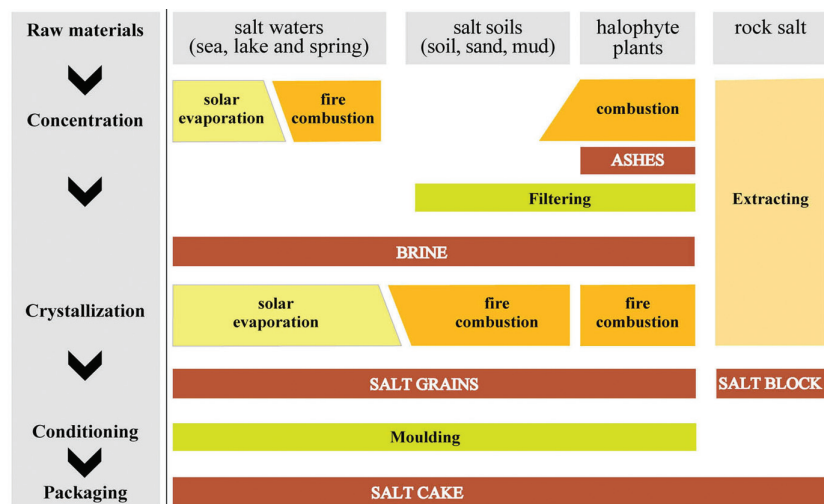 Raw materials
salt waters
(sea, lake and spring)
salt soils
(soil, sand, mud)
halophyte
plants
rock salt
Concentration
solar
evaporation
fire
combustion
combustion
ASHES
Filtering
Extracting
BRINE
Crystallization
solar
evaporation
fire
combustion
fire
combustion
SALT GRAINS
SALT BLOCK
Conditioning
Moulding
Packaging
SALT CAKE